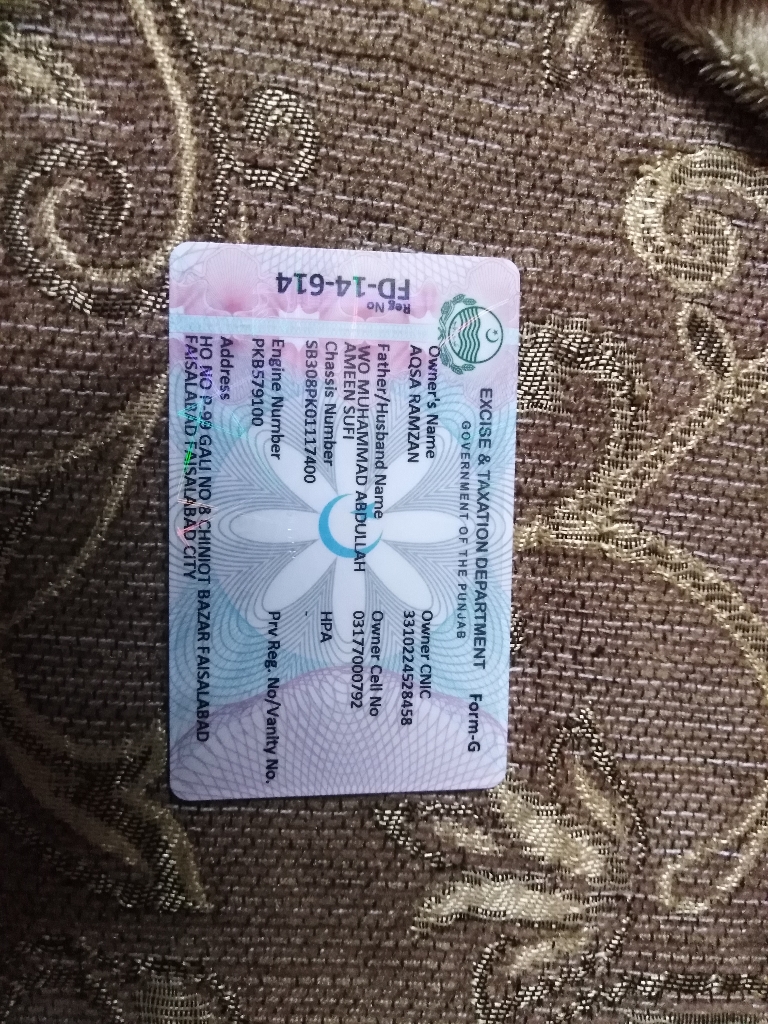 EXCISE & TAXATION DEPARTMENT Form-G
GOVERNMENT OF THE PUNJAB
Reg No
FD-14-614
Owner's Name
AQSA RAMZAN
Owner CNIC
3310224528458
Father/Husband Name
WO MUHAMMAD ABDULLAH
AMEEN SUFI
Owner Cell No
03177000792
Chassis Number
SB308PK01117400
HPA
-
Engine Number
PKB579100
Prv Reg. No/Vanity No.
Address
HO NO P-99 GALI NO 8 CHINIOT BAZAR FAISALABAD
FAISALABAD FAISALABAD CITY